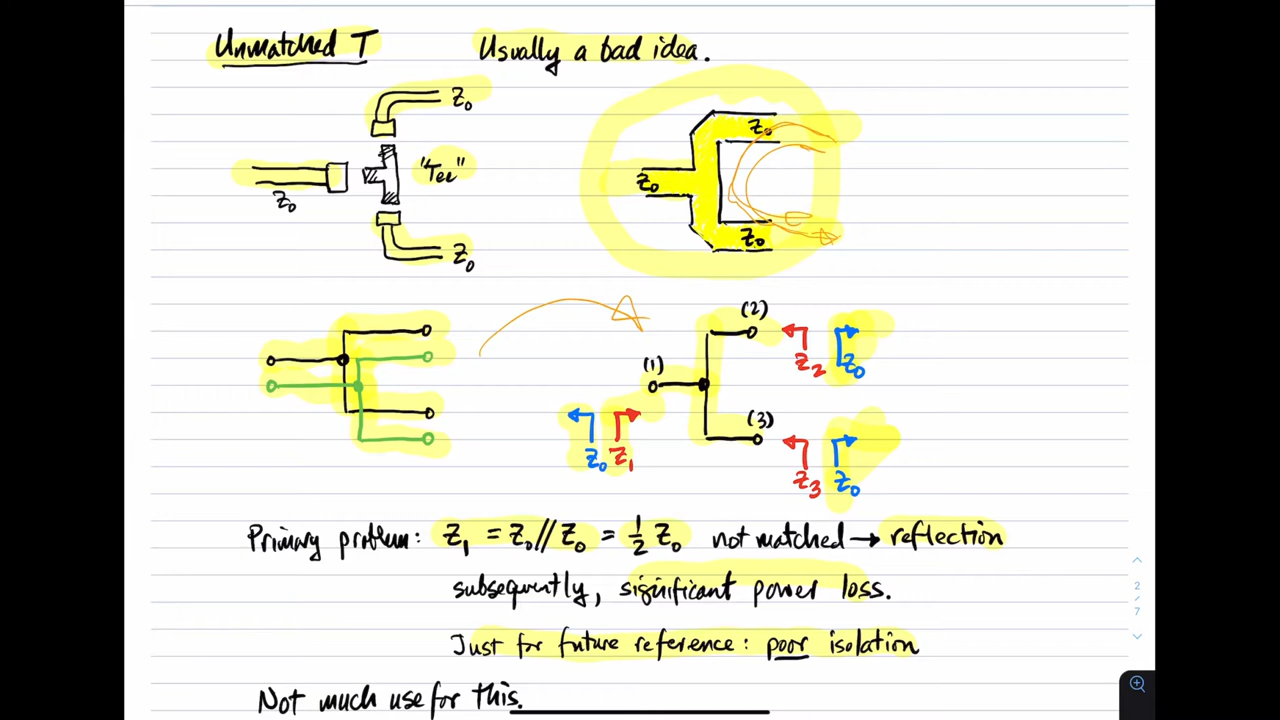 Unmatched T Usually a bad idea.
Z₀
"Tee"
Z₀
Z₀
Z₀
Z₀
Z₀
(2)
(1)
Z₂ Z₀
(3)
Z₀ Z₁
Z₃ Z₀
Primary problem: Z₁ = Z₀//Z₀ = ½ Z₀ not matched → reflection
subsequently, significant power loss.
Just for future reference: poor isolation
Not much use for this.
2
/
7